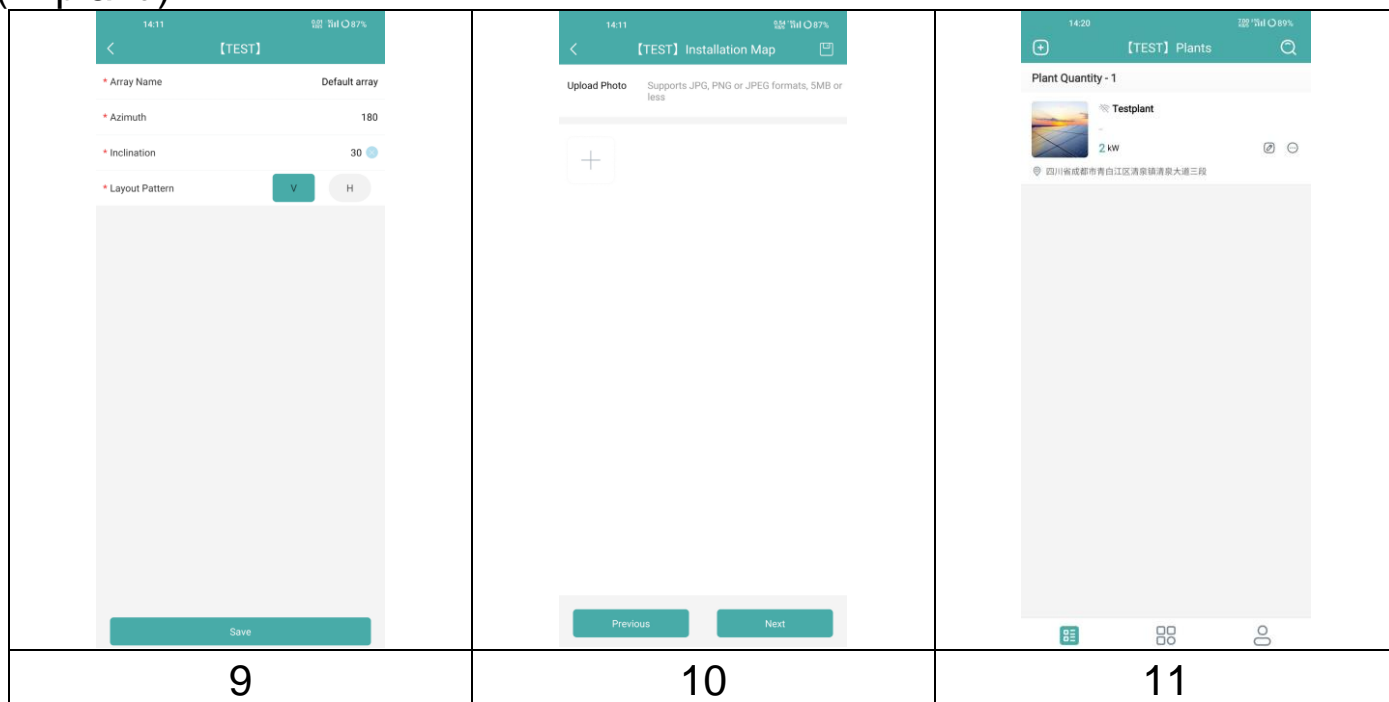 14:11 87%
【TEST】
* Array Name Default array
* Azimuth 180
* Inclination 30
* Layout Pattern V H
Save
9
14:11 87%
【TEST】Installation Map
Upload Photo Supports JPG, PNG or JPEG formats, 5MB or
less
Previous Next
10
14:20 89%
【TEST】Plants
Plant Quantity - 1
Testplant
-
2 kW
四川省成都市青白江区清泉镇清泉大道三段
11